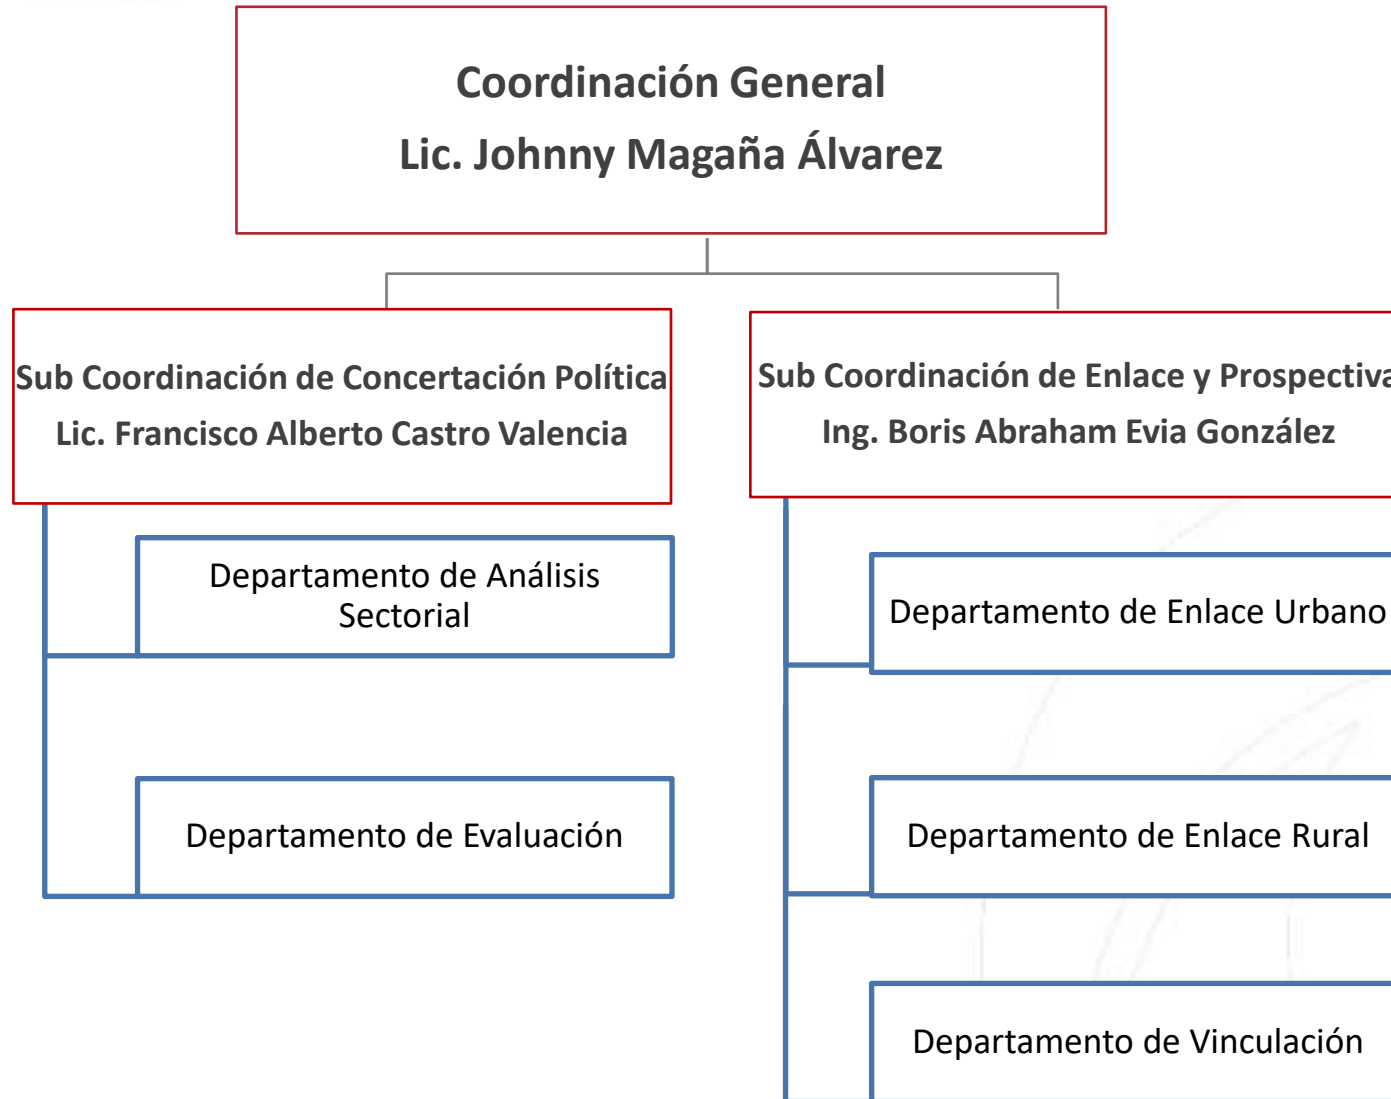 Coordinación General
Lic. Johnny Magaña Álvarez
Sub Coordinación de Concertación Política
Lic. Francisco Alberto Castro Valencia
Departamento de Análisis
Sectorial
Departamento de Evaluación
Sub Coordinación de Enlace y Prospectiva
Ing. Boris Abraham Evia González
Departamento de Enlace Urbano
Departamento de Enlace Rural
Departamento de Vinculación